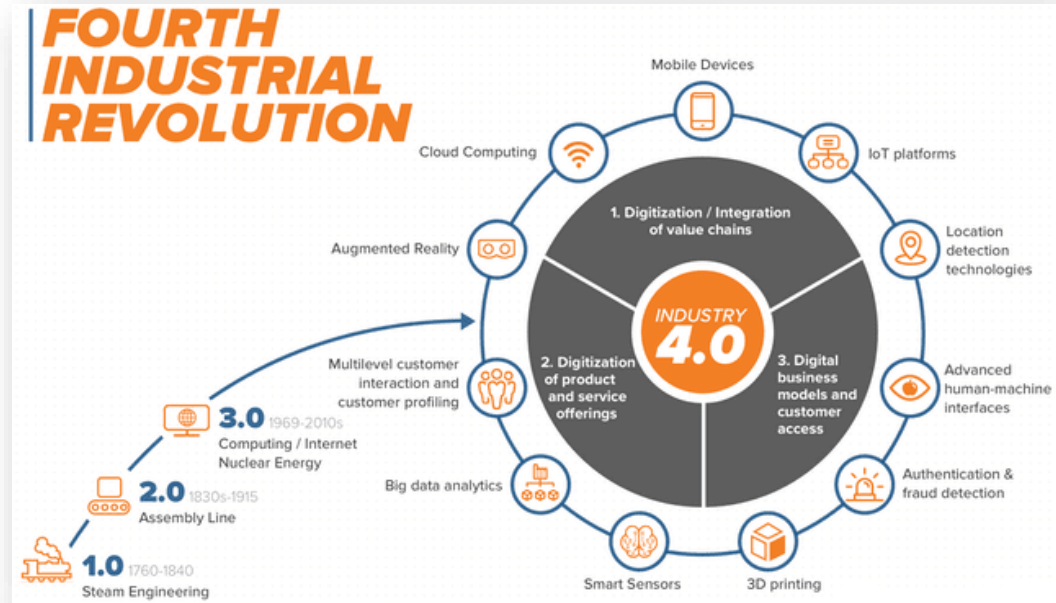 FOURTH
INDUSTRIAL
REVOLUTION
Mobile Devices
Cloud Computing
IoT platforms
Augmented Reality
Location
detection
technologies
1. Digitization / Integration
of value chains
INDUSTRY
4.0
2. Digitization
of product
and service
offerings
3. Digital
business
models and
customer
access
Multilevel customer
interaction and
customer profiling
Advanced
human-machine
interfaces
Big data analytics
Authentication &
fraud detection
Smart Sensors
3D printing
3.0 1969-2010s
Computing / Internet
Nuclear Energy
2.0 1830s-1915
Assembly Line
1.0 1760-1840
Steam Engineering